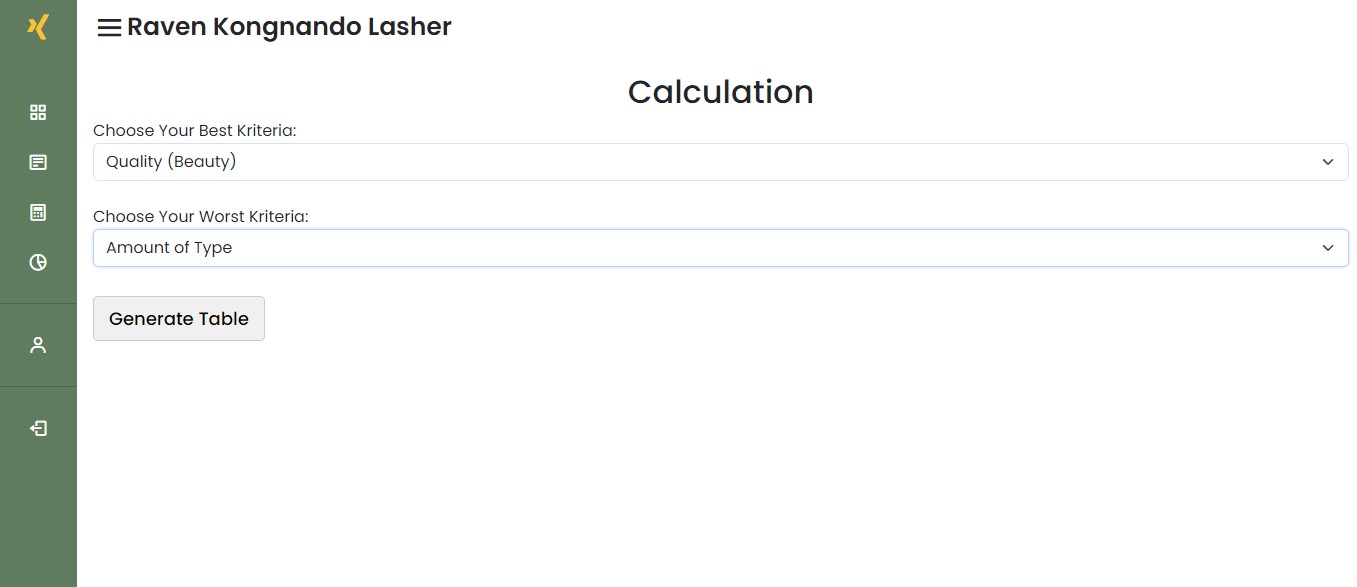 Raven Kongnando Lasher
Calculation
Choose Your Best Kriteria:
Quality (Beauty)
Choose Your Worst Kriteria:
Amount of Type
Generate Table